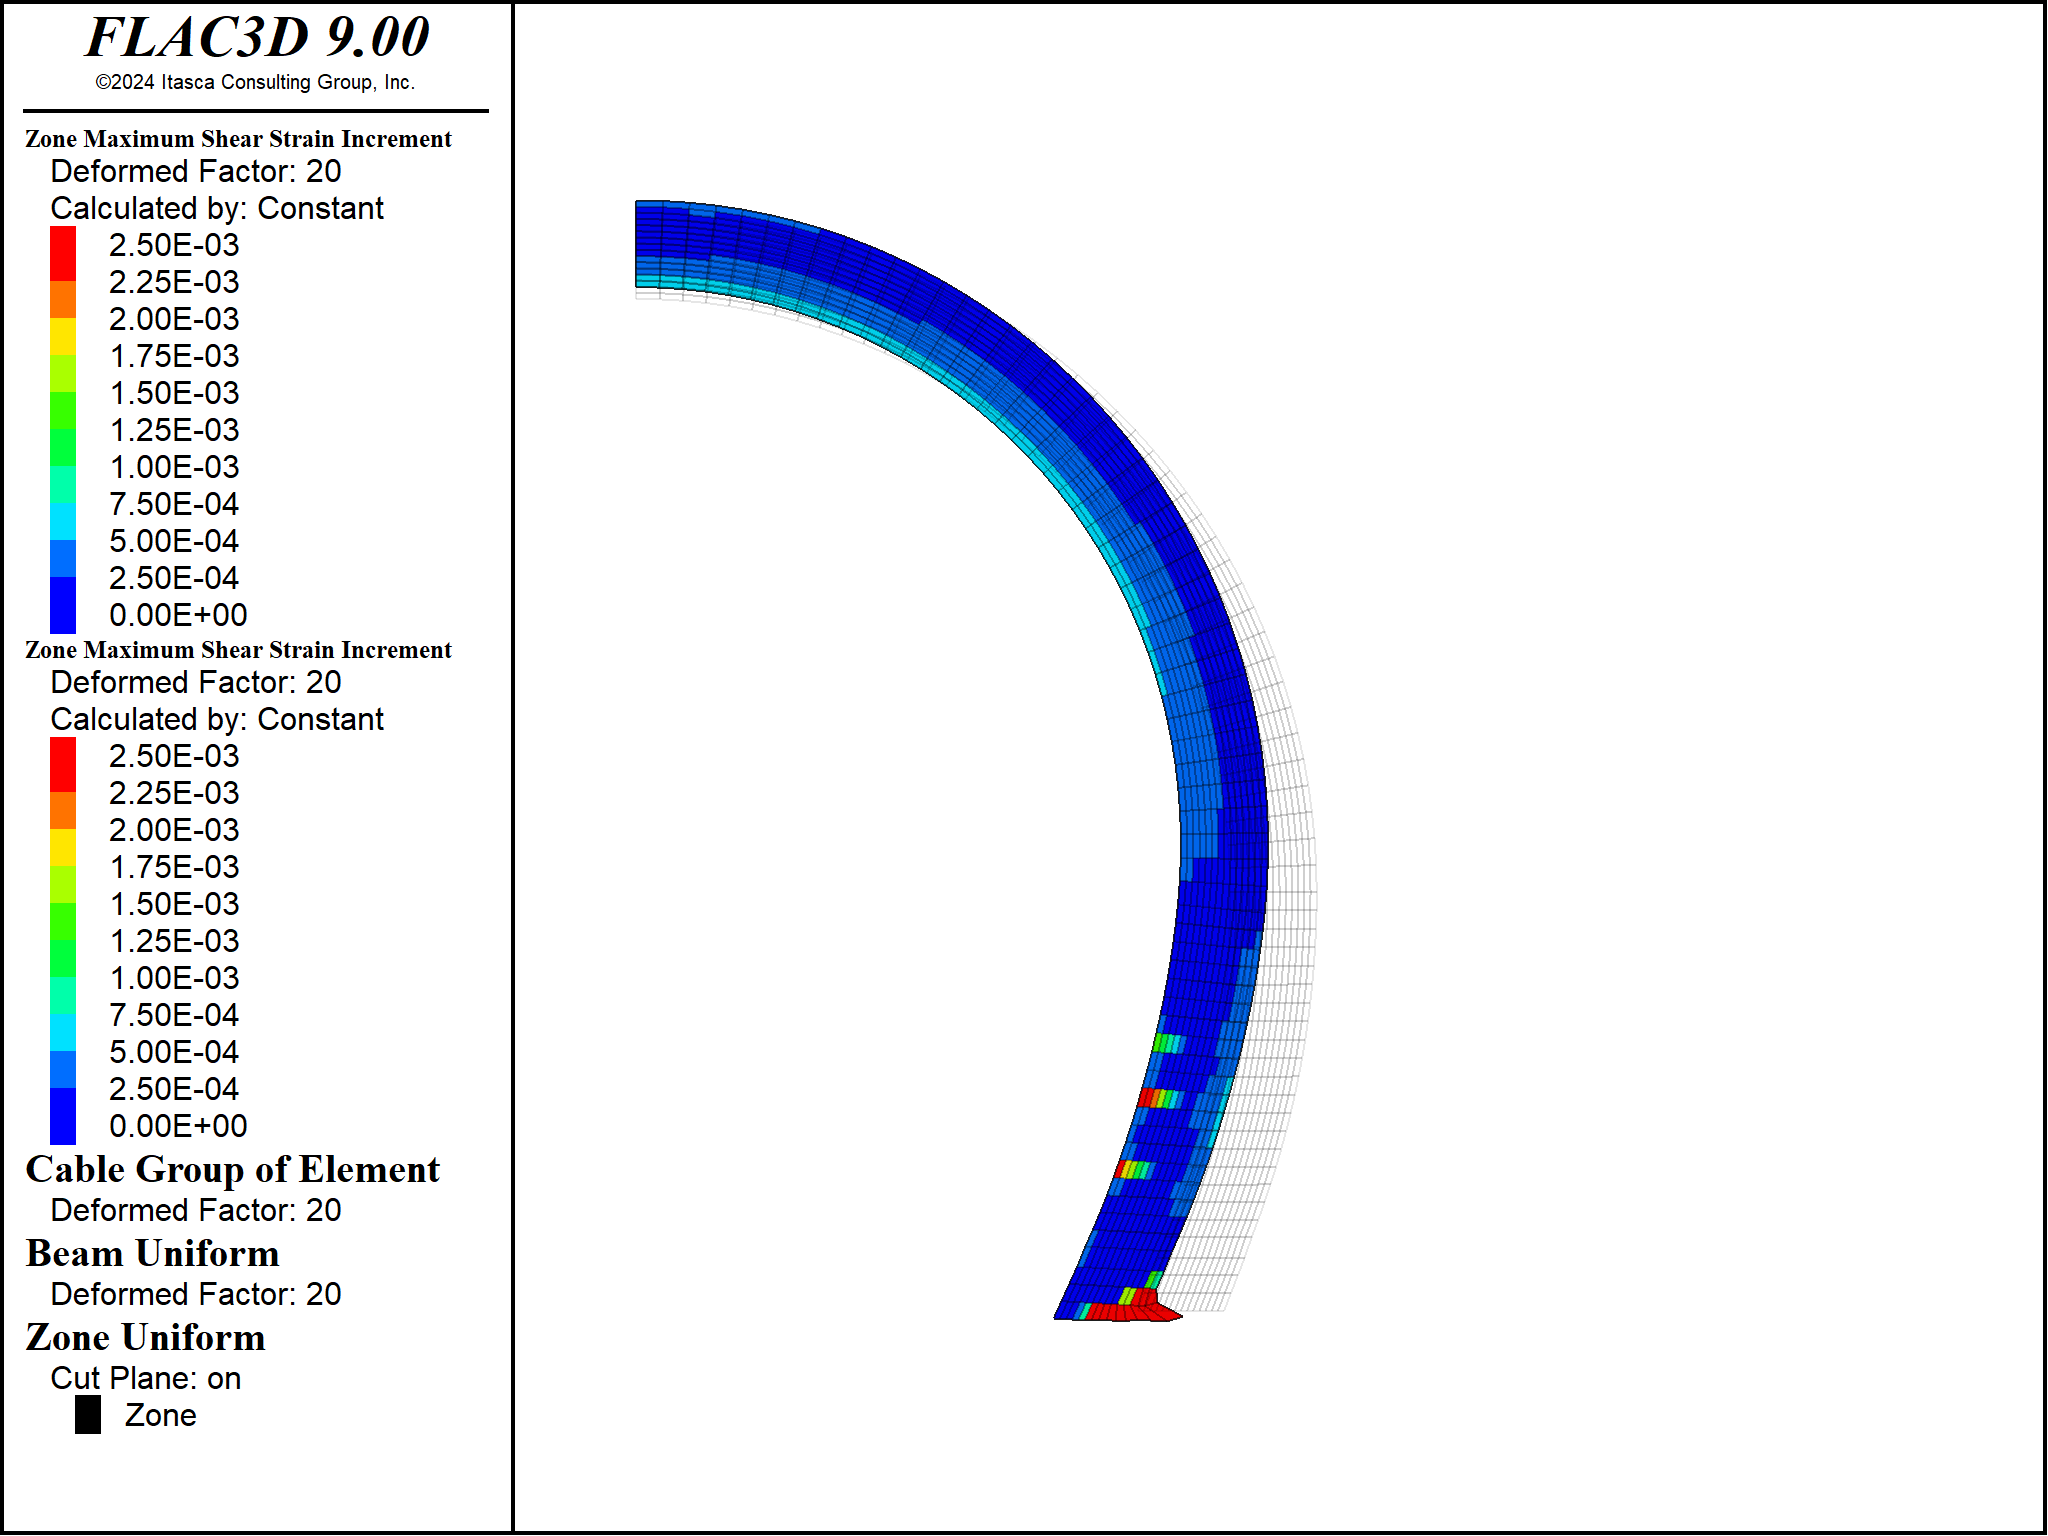 FLAC3D 9.00
©2024 Itasca Consulting Group, Inc.
Zone Maximum Shear Strain Increment
Deformed Factor: 20
Calculated by: Constant
2.50E-03
2.25E-03
2.00E-03
1.75E-03
1.50E-03
1.25E-03
1.00E-03
7.50E-04
5.00E-04
2.50E-04
0.00E+00
Zone Maximum Shear Strain Increment
Deformed Factor: 20
Calculated by: Constant
2.50E-03
2.25E-03
2.00E-03
1.75E-03
1.50E-03
1.25E-03
1.00E-03
7.50E-04
5.00E-04
2.50E-04
0.00E+00
Cable Group of Element
Deformed Factor: 20
Beam Uniform
Deformed Factor: 20
Zone Uniform
Cut Plane: on
Zone